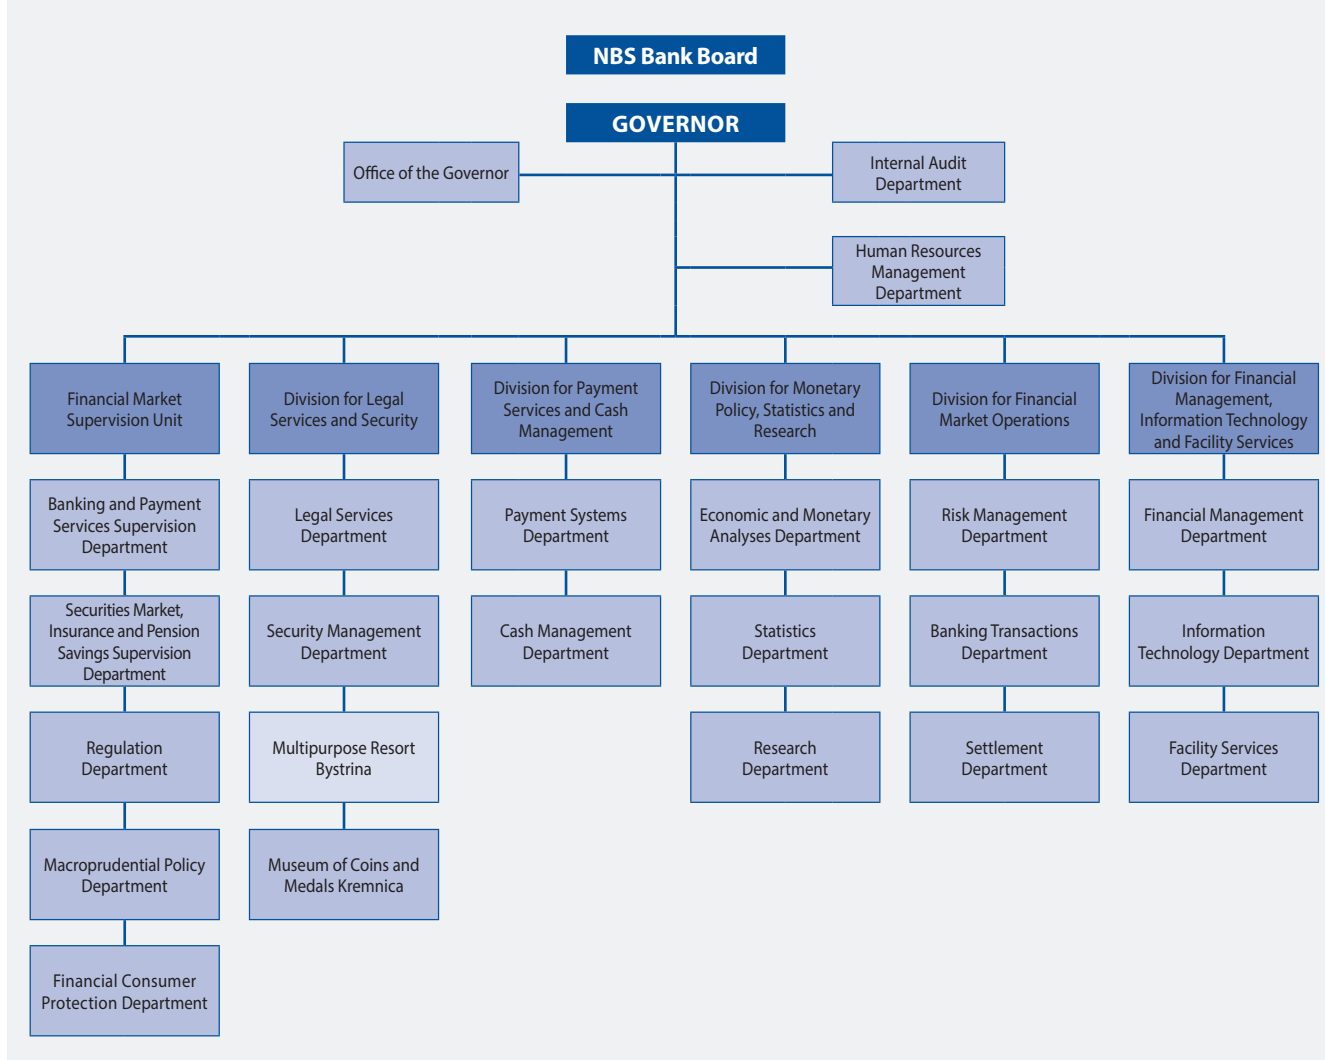 NBS Bank Board
GOVERNOR
Office of the Governor
Internal Audit
Department
Human Resources
Management
Department
Financial Market
Supervision Unit
Division for Legal
Services and Security
Division for Payment
Services and Cash
Management
Division for Monetary
Policy, Statistics and
Research
Division for Financial
Market Operations
Division for Financial
Management,
Information Technology
and Facility Services
Banking and Payment
Services Supervision
Department
Legal Services
Department
Payment Systems
Department
Economic and Monetary
Analyses Department
Risk Management
Department
Financial Management
Department
Securities Market,
Insurance and Pension
Savings Supervision
Department
Security Management
Department
Cash Management
Department
Statistics
Department
Banking Transactions
Department
Information
Technology Department
Regulation
Department
Multipurpose Resort
Bystrina
Research
Department
Settlement
Department
Facility Services
Department
Macroprudential Policy
Department
Museum of Coins and
Medals Kremnica
Financial Consumer
Protection Department